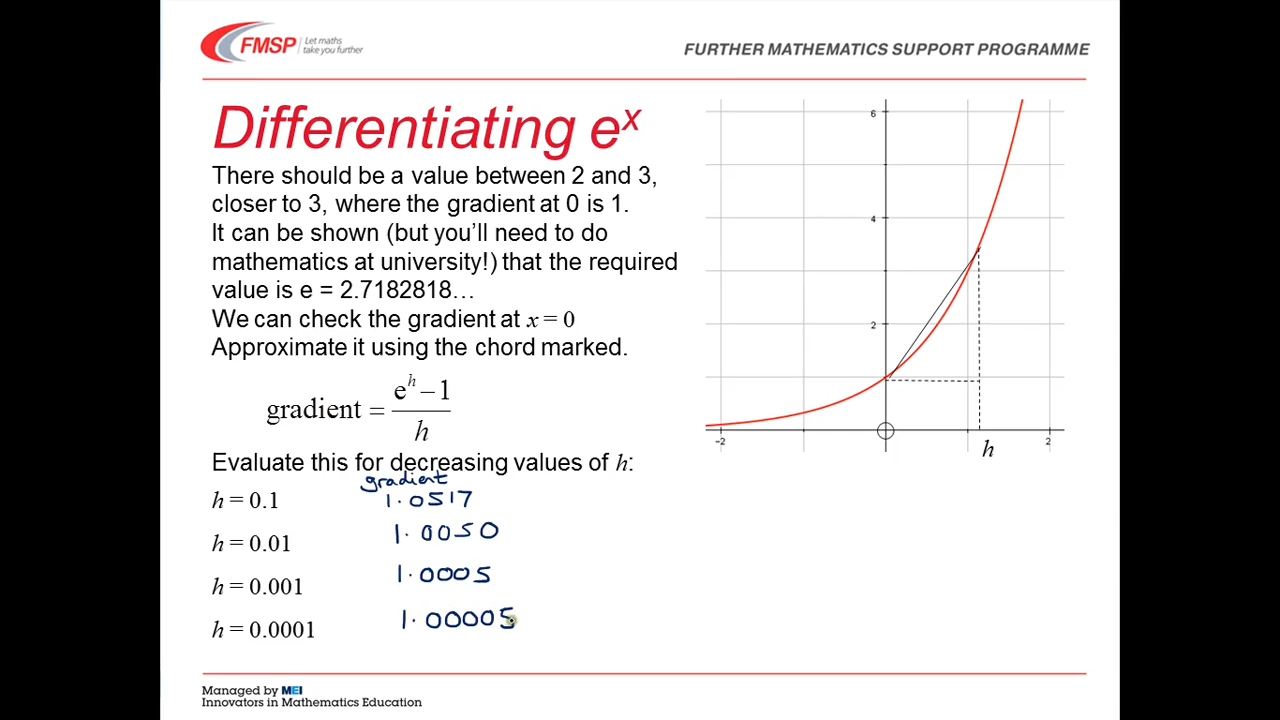 FMSP Let maths take you further
FURTHER MATHEMATICS SUPPORT PROGRAMME
Differentiating eˣ
There should be a value between 2 and 3,
closer to 3, where the gradient at 0 is 1.
It can be shown (but you'll need to do
mathematics at university!) that the required
value is e = 2.7182818…
We can check the gradient at x = 0
Approximate it using the chord marked.
gradient = (eʰ – 1) / h
Evaluate this for decreasing values of h:
gradient
h = 0.1 1.0517
h = 0.01 1.0050
h = 0.001 1.0005
h = 0.0001 1.00005
6
4
2
–2 h 2
Managed by MEI
Innovators in Mathematics Education